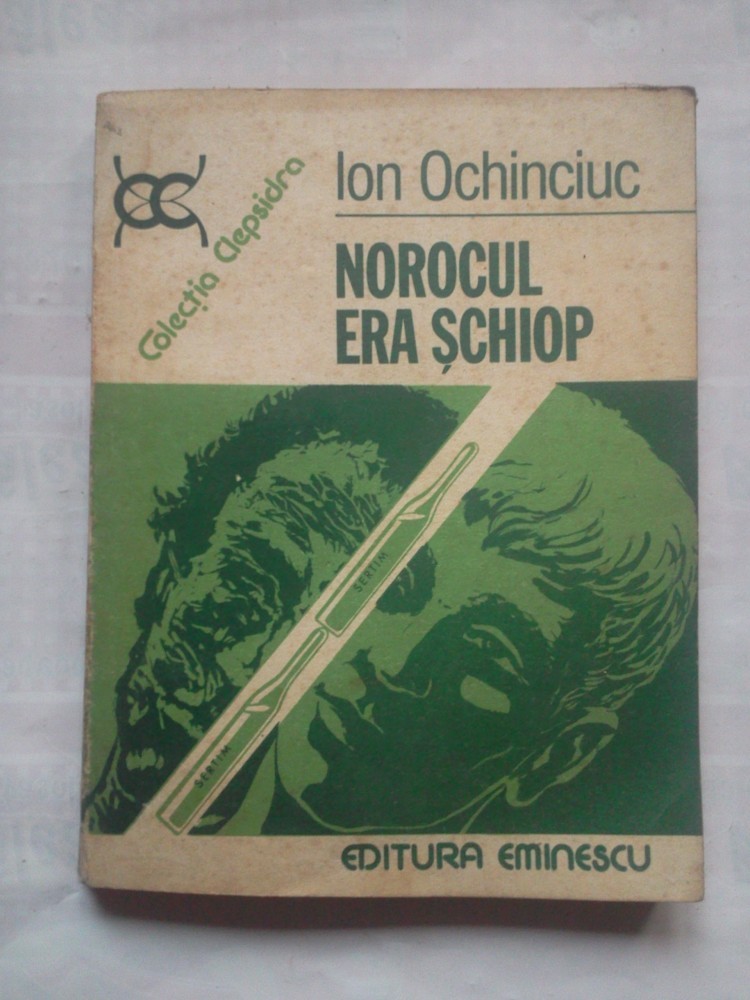 Colecția Clepsidra
Ion Ochinciuc
NOROCUL
ERA ȘCHIOP
SERTIM
SERTIM
EDITURA EMINESCU